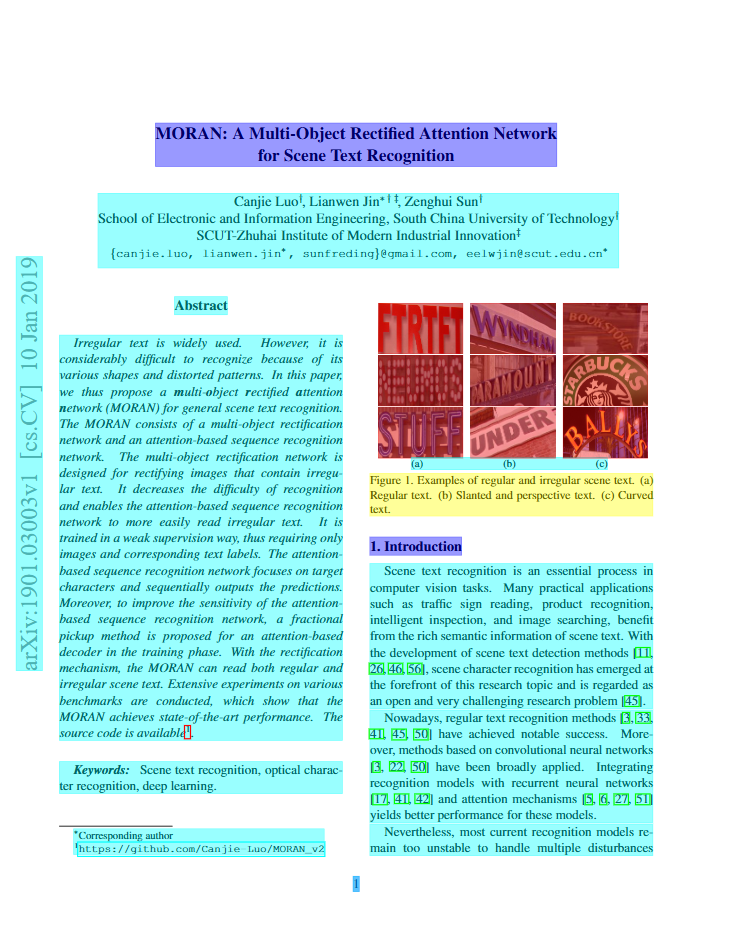 MORAN: A Multi-Object Rectified Attention Network
for Scene Text Recognition
Canjie Luo†, Lianwen Jin*†‡, Zenghui Sun†
School of Electronic and Information Engineering, South China University of Technology†
SCUT-Zhuhai Institute of Modern Industrial Innovation‡
{canjie.luo, lianwen.jin*, sunfreding}@gmail.com, eelwjin@scut.edu.cn*
arXiv:1901.03003v1 [cs.CV] 10 Jan 2019
Abstract
Irregular text is widely used. However, it is
considerably difficult to recognize because of its
various shapes and distorted patterns. In this paper,
we thus propose a multi-object rectified attention
network (MORAN) for general scene text recognition.
The MORAN consists of a multi-object rectification
network and an attention-based sequence recognition
network. The multi-object rectification network is
designed for rectifying images that contain irregu-
lar text. It decreases the difficulty of recognition
and enables the attention-based sequence recognition
network to more easily read irregular text. It is
trained in a weak supervision way, thus requiring only
images and corresponding text labels. The attention-
based sequence recognition network focuses on target
characters and sequentially outputs the predictions.
Moreover, to improve the sensitivity of the attention-
based sequence recognition network, a fractional
pickup method is proposed for an attention-based
decoder in the training phase. With the rectification
mechanism, the MORAN can read both regular and
irregular scene text. Extensive experiments on various
benchmarks are conducted, which show that the
MORAN achieves state-of-the-art performance. The
source code is available1.
Keywords: Scene text recognition, optical charac-
ter recognition, deep learning.
*Corresponding author
1https://github.com/Canjie-Luo/MORAN_v2
FTRTFT
WYNDHAM
BOOKSTORE
PARAMOUNT
STARBUCKS
STUFF
UNDER
BALLYS
(a) (b) (c)
Figure 1. Examples of regular and irregular scene text. (a)
Regular text. (b) Slanted and perspective text. (c) Curved
text.
1. Introduction
Scene text recognition is an essential process in
computer vision tasks. Many practical applications
such as traffic sign reading, product recognition,
intelligent inspection, and image searching, benefit
from the rich semantic information of scene text. With
the development of scene text detection methods [11,
26, 46, 56], scene character recognition has emerged at
the forefront of this research topic and is regarded as
an open and very challenging research problem [45].
Nowadays, regular text recognition methods [3, 33,
41, 45, 50] have achieved notable success. More-
over, methods based on convolutional neural networks
[3, 22, 50] have been broadly applied. Integrating
recognition models with recurrent neural networks
[17, 41, 42] and attention mechanisms [5, 6, 27, 51]
yields better performance for these models.
Nevertheless, most current recognition models re-
main too unstable to handle multiple disturbances
1